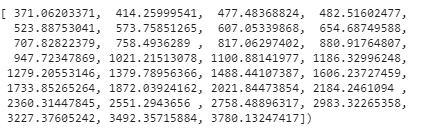 [ 371.06203371,  414.25999541,  477.48368824,  482.51602477,
523.88753041,  573.75851265,  607.05339868,  654.68749588,
707.82822379,  758.4936289 ,  817.06297402,  880.91764807,
947.72347869, 1021.21513078, 1100.88141977, 1186.32996248,
1279.20553146, 1379.78956366, 1488.44107387, 1606.23727459,
1733.85265264, 1872.03924162, 2021.84473854, 2184.2461094 ,
2360.31447845, 2551.2943656 , 2758.48896317, 2983.32265358,
3227.37605242, 3492.35715884, 3780.13247417])